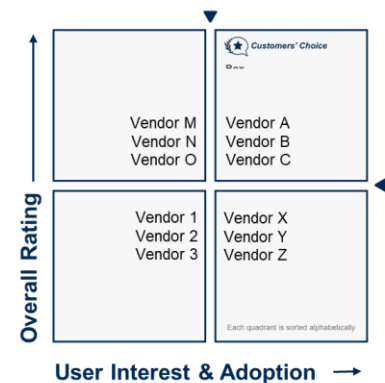 Customers' Choice
Vendor M
Vendor N
Vendor O
Vendor A
Vendor B
Vendor C
Vendor 1
Vendor 2
Vendor 3
Vendor X
Vendor Y
Vendor Z
Each quadrant is sorted alphabetically
Overall Rating
User Interest & Adoption